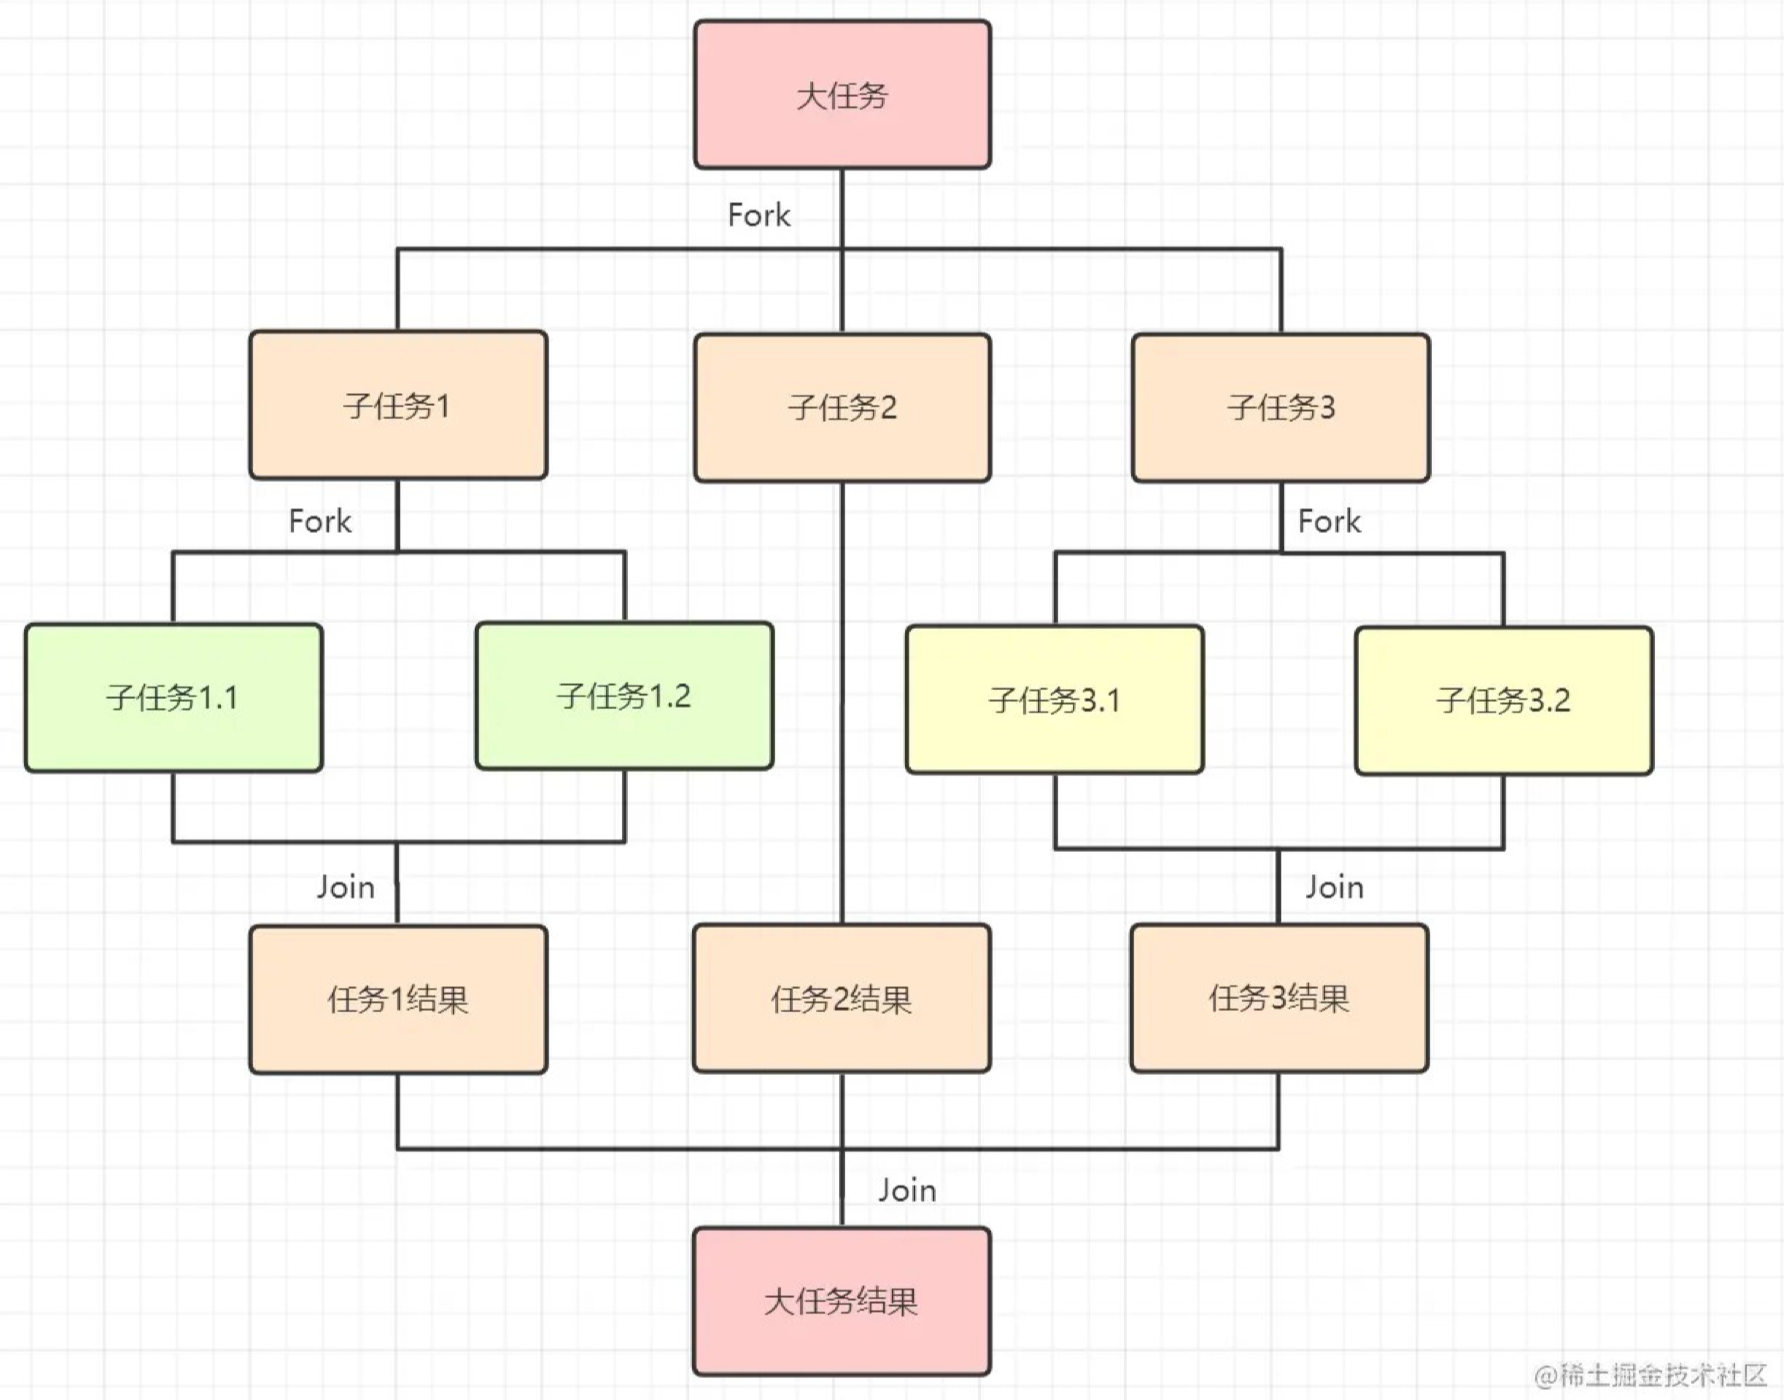 大任务
Fork
子任务1
子任务2
子任务3
Fork
Fork
子任务1.1
子任务1.2
子任务3.1
子任务3.2
Join
Join
任务1结果
任务2结果
任务3结果
Join
大任务结果
@稀土掘金技术社区